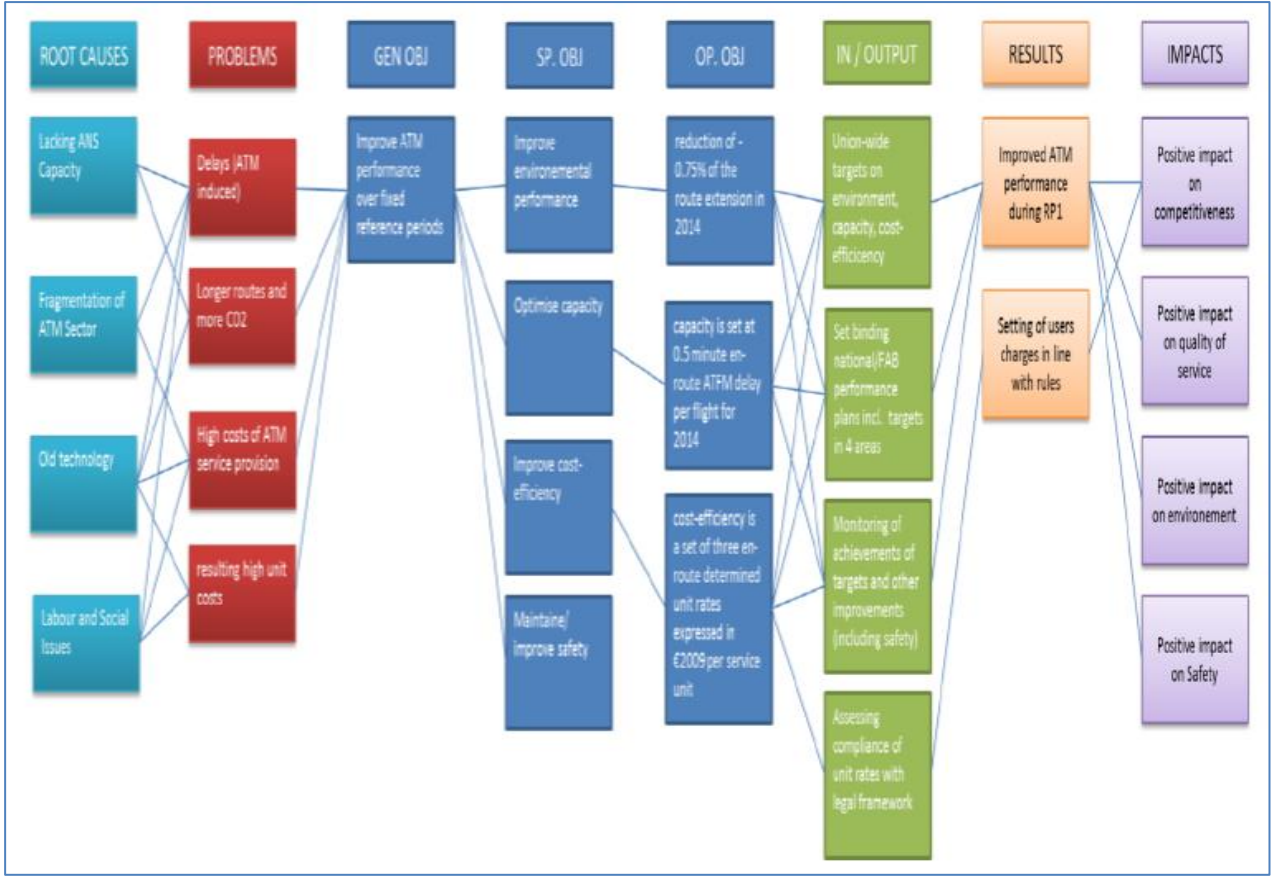 ROOT CAUSES
PROBLEMS
GEN OBJ
SP. OBJ
OP. OBJ
IN / OUTPUT
RESULTS
IMPACTS
Lacking ANS
Capacity
Fragmentation of
ATM Sector
Old technology
Labour and Social
Issues
Delays (ATM
induced)
Longer routes and
more CO2
High costs of ATM
service provision
resulting high unit
costs
Improve ATM
performance
over fixed
reference periods
Improve
environemental
performance
Optimise capacity
Improve cost-
efficiency
Maintaine/
improve safety
reduction of -
0.75% of the
route extension in
2014
capacity is set at
0.5 minute en-
route ATFM delay
per flight for
2014
cost-efficiency is
a set of three en-
route determined
unit rates
expressed in
€2009 per service
unit
Union-wide
targets on
environment,
capacity, cost-
efficicency
Set binding
national/FAB
performance
plans incl. targets
in 4 areas
Monitoring of
achievements of
targets and other
improvements
(including safety)
Assessing
compliance of
unit rates with
legal framework
Improved ATM
performance
during RP1
Setting of users
charges in line
with rules
Positive impact
on
competitiveness
Positive impact
on quality of
service
Positive impact
on environement
Positive impact
on Safety